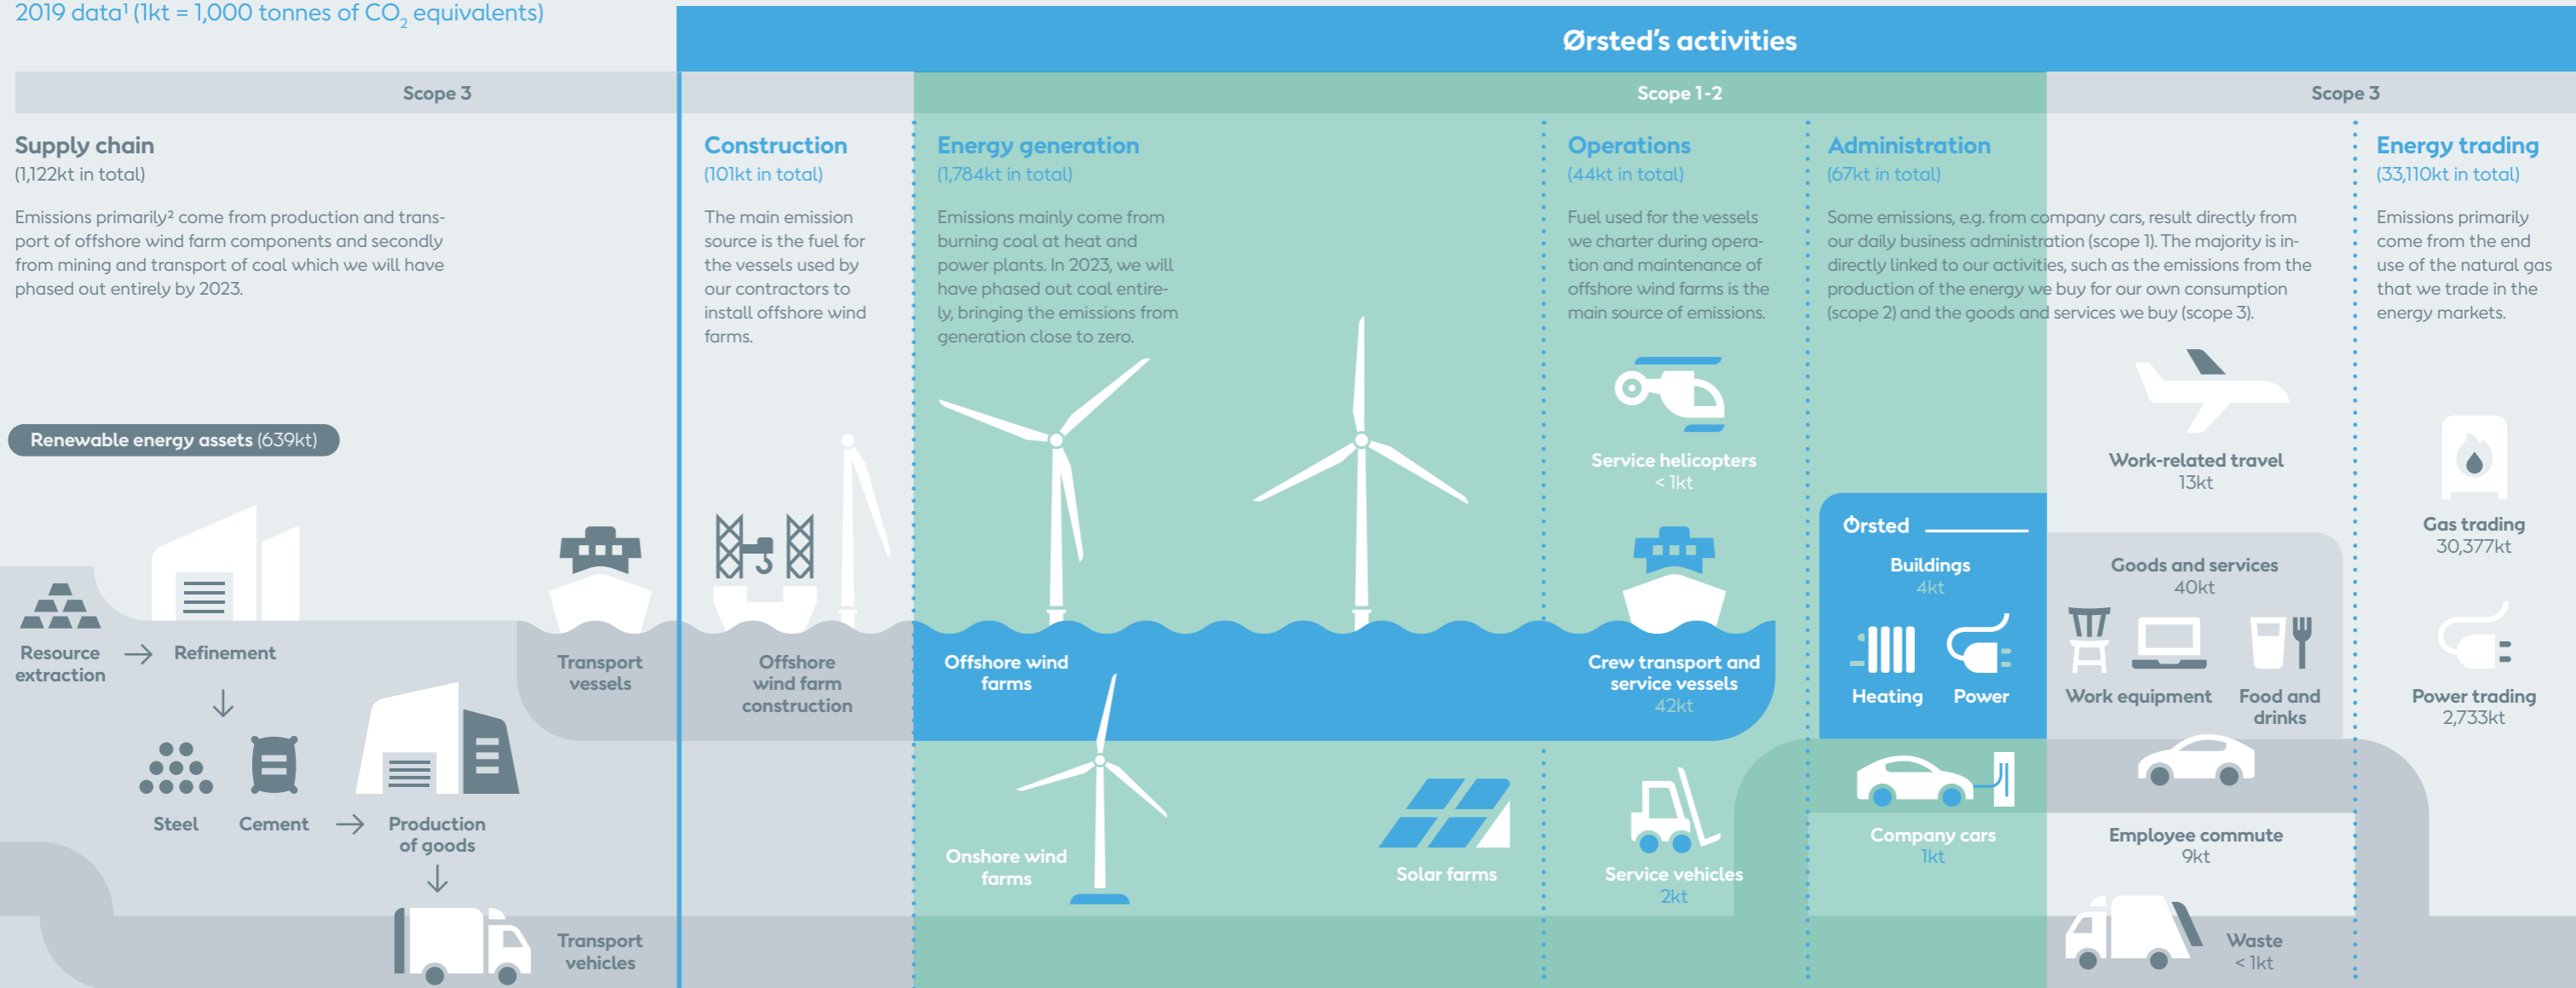 2019 data¹ (1kt = 1,000 tonnes of CO₂ equivalents)
Ørsted's activities
Scope 3
Scope 1-2
Scope 3
Supply chain
(1,122kt in total)
Emissions primarily² come from production and trans-
port of offshore wind farm components and secondly
from mining and transport of coal which we will have
phased out entirely by 2023.
Renewable energy assets (639kt)
Resource
extraction
Refinement
Steel
Cement
Production
of goods
Transport
vessels
Transport
vehicles
Construction
(101kt in total)
The main emission
source is the fuel for
the vessels used by
our contractors to
install offshore wind
farms.
Offshore
wind farm
construction
Energy generation
(1,784kt in total)
Emissions mainly come from
burning coal at heat and
power plants. In 2023, we will
have phased out coal entire-
ly, bringing the emissions from
generation close to zero.
Offshore wind
farms
Onshore wind
farms
Solar farms
Operations
(44kt in total)
Fuel used for the vessels
we charter during opera-
tion and maintenance of
offshore wind farms is the
main source of emissions.
Service helicopters
< 1kt
Crew transport and
service vessels
42kt
Service vehicles
2kt
Administration
(67kt in total)
Some emissions, e.g. from company cars, result directly from
our daily business administration (scope 1). The majority is in-
directly linked to our activities, such as the emissions from the
production of the energy we buy for our own consumption
(scope 2) and the goods and services we buy (scope 3).
Ørsted
Buildings
4kt
Heating
Power
Company cars
1kt
Work-related travel
13kt
Goods and services
40kt
Work equipment
Food and
drinks
Employee commute
9kt
Waste
< 1kt
Energy trading
(33,110kt in total)
Emissions primarily
come from the end
use of the natural gas
that we trade in the
energy markets.
Gas trading
30,377kt
Power trading
2,733kt